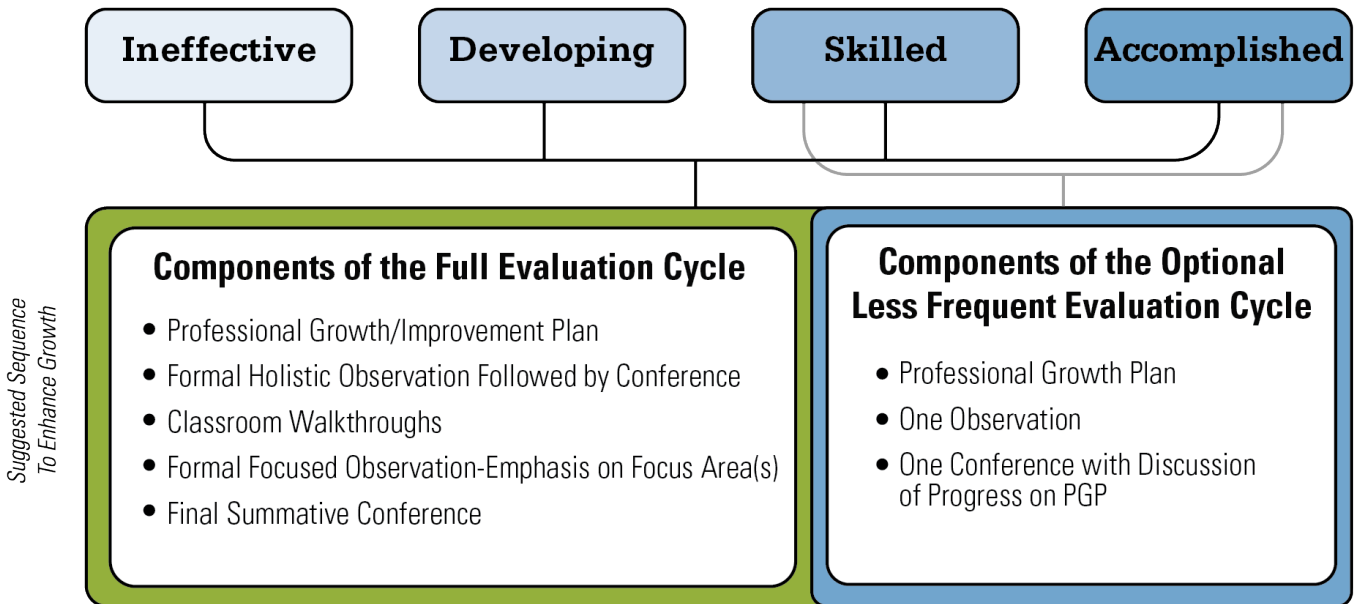 Ineffective
Developing
Skilled
Accomplished
Suggested Sequence
To Enhance Growth
Components of the Full Evaluation Cycle
• Professional Growth/Improvement Plan
• Formal Holistic Observation Followed by Conference
• Classroom Walkthroughs
• Formal Focused Observation-Emphasis on Focus Area(s)
• Final Summative Conference
Components of the Optional
Less Frequent Evaluation Cycle
• Professional Growth Plan
• One Observation
• One Conference with Discussion
of Progress on PGP